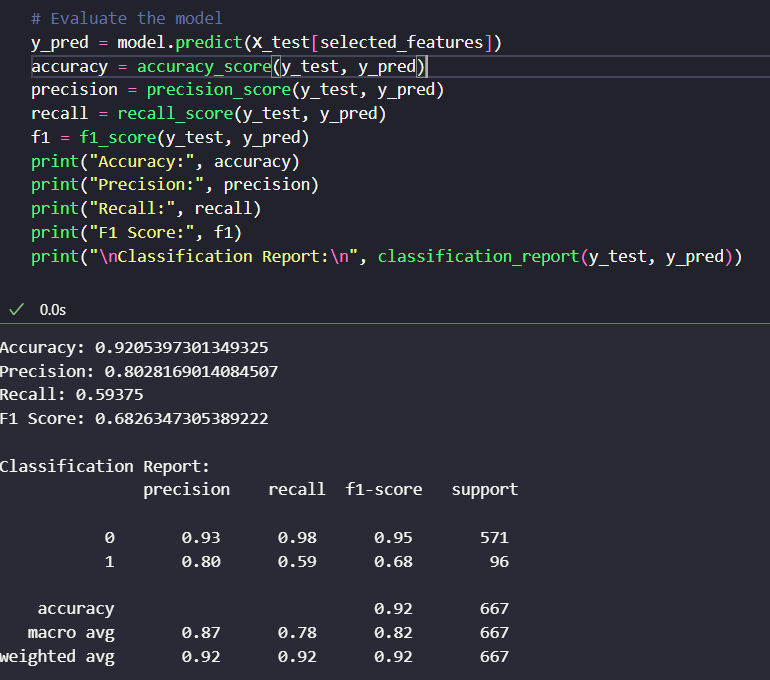 # Evaluate the model
y_pred = model.predict(X_test[selected_features])
accuracy = accuracy_score(y_test, y_pred)
precision = precision_score(y_test, y_pred)
recall = recall_score(y_test, y_pred)
f1 = f1_score(y_test, y_pred)
print("Accuracy:", accuracy)
print("Precision:", precision)
print("Recall:", recall)
print("F1 Score:", f1)
print("\nClassification Report:\n", classification_report(y_test, y_pred))
✓ 0.0s
Accuracy: 0.9205397301349325
Precision: 0.8028169014084507
Recall: 0.59375
F1 Score: 0.6826347305389222
Classification Report:
precision recall f1-score support
0 0.93 0.98 0.95 571
1 0.80 0.59 0.68 96
accuracy 0.92 667
macro avg 0.87 0.78 0.82 667
weighted avg 0.92 0.92 0.92 667